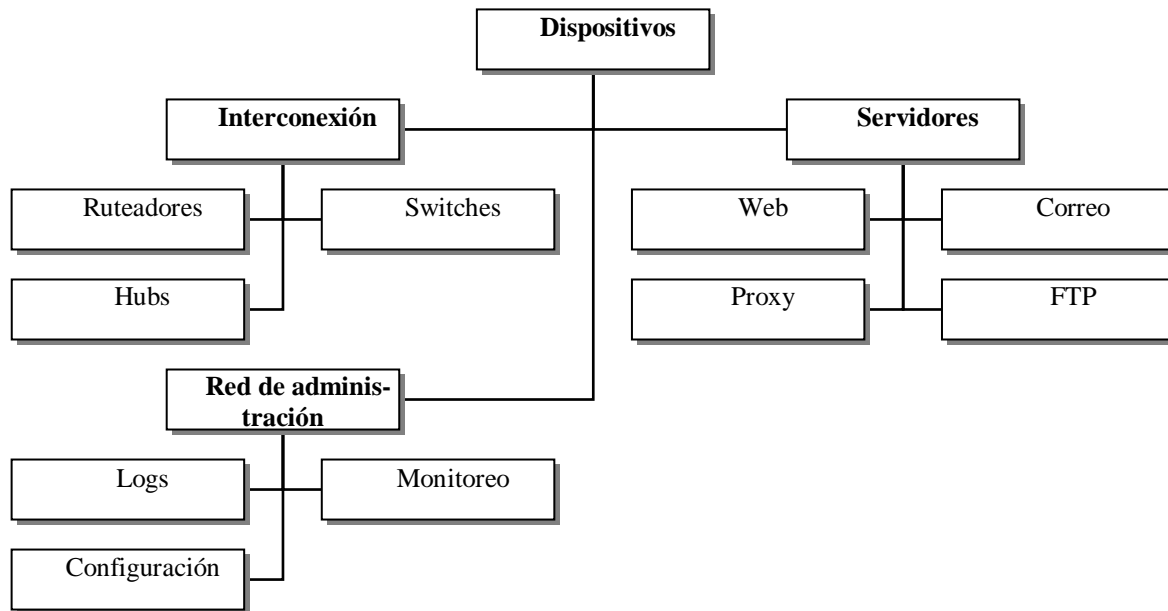 Dispositivos
Interconexión
Servidores
Ruteadores
Switches
Web
Correo
Hubs
Proxy
FTP
Red de adminis-
tración
Logs
Monitoreo
Configuración